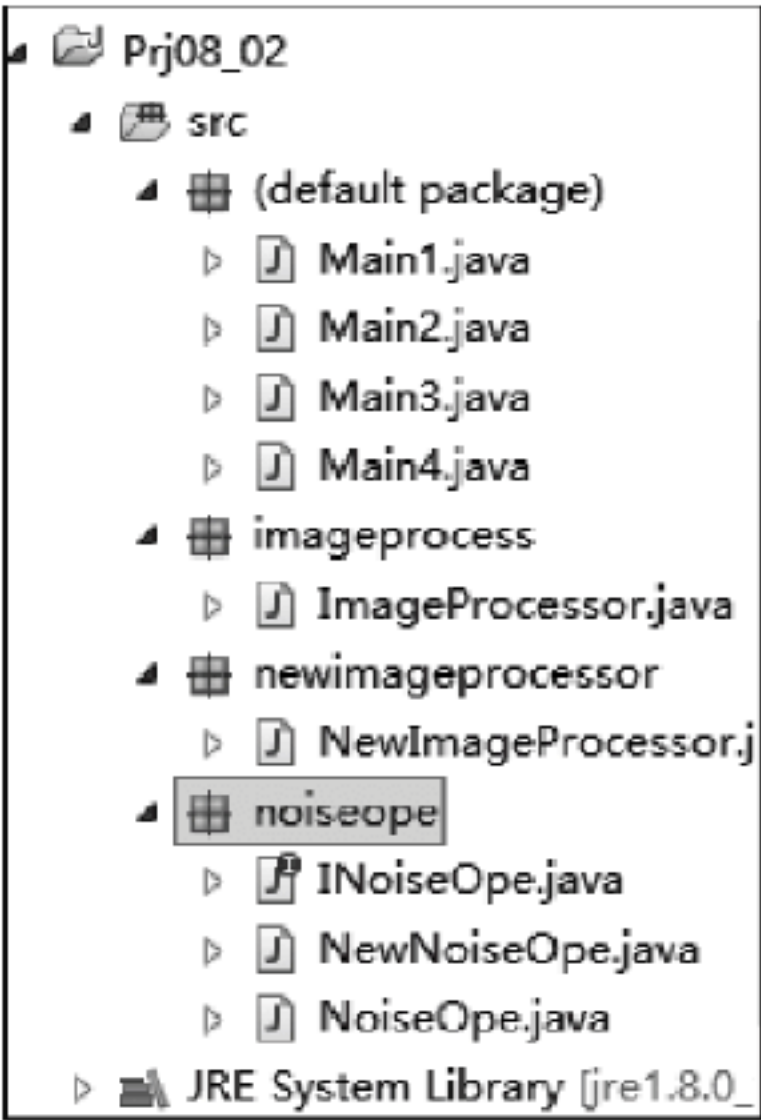 Prj08_02
src
(default package)
Main1.java
Main2.java
Main3.java
Main4.java
imageprocess
ImageProcessor.java
newimageprocessor
NewImageProcessor.j
noiseope
INoiseOpe.java
NewNoiseOpe.java
NoiseOpe.java
JRE System Library [jre1.8.0_